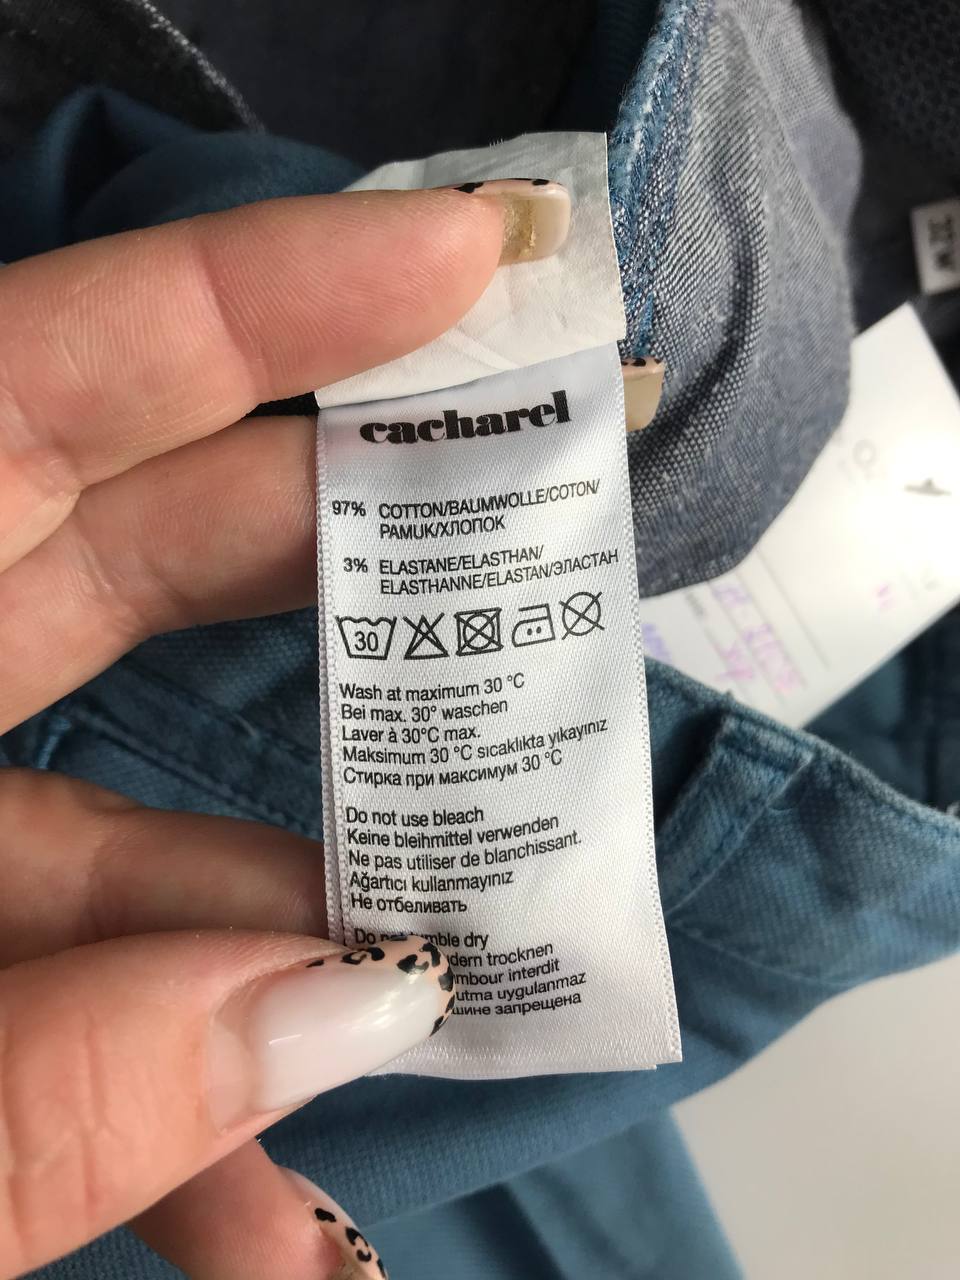 cacharel
97% COTTON/BAUMWOLLE/COTON/
PAMUK/ХЛОПОК
3% ELASTANE/ELASTHAN/
ELASTHANNE/ELASTAN/ЭЛАСТАН
30
Wash at maximum 30 °C
Bei max. 30° waschen
Laver à 30°C max.
Maksimum 30 °C sıcaklıkta yıkayınız
Стирка при максимум 30 °C
Do not use bleach
Keine bleihmittel verwenden
Ne pas utiliser de blanchissant.
Ağartıcı kullanmayınız
Не отбеливать
Do dry
trocknen
interdit
uygulanmaz
запрещена